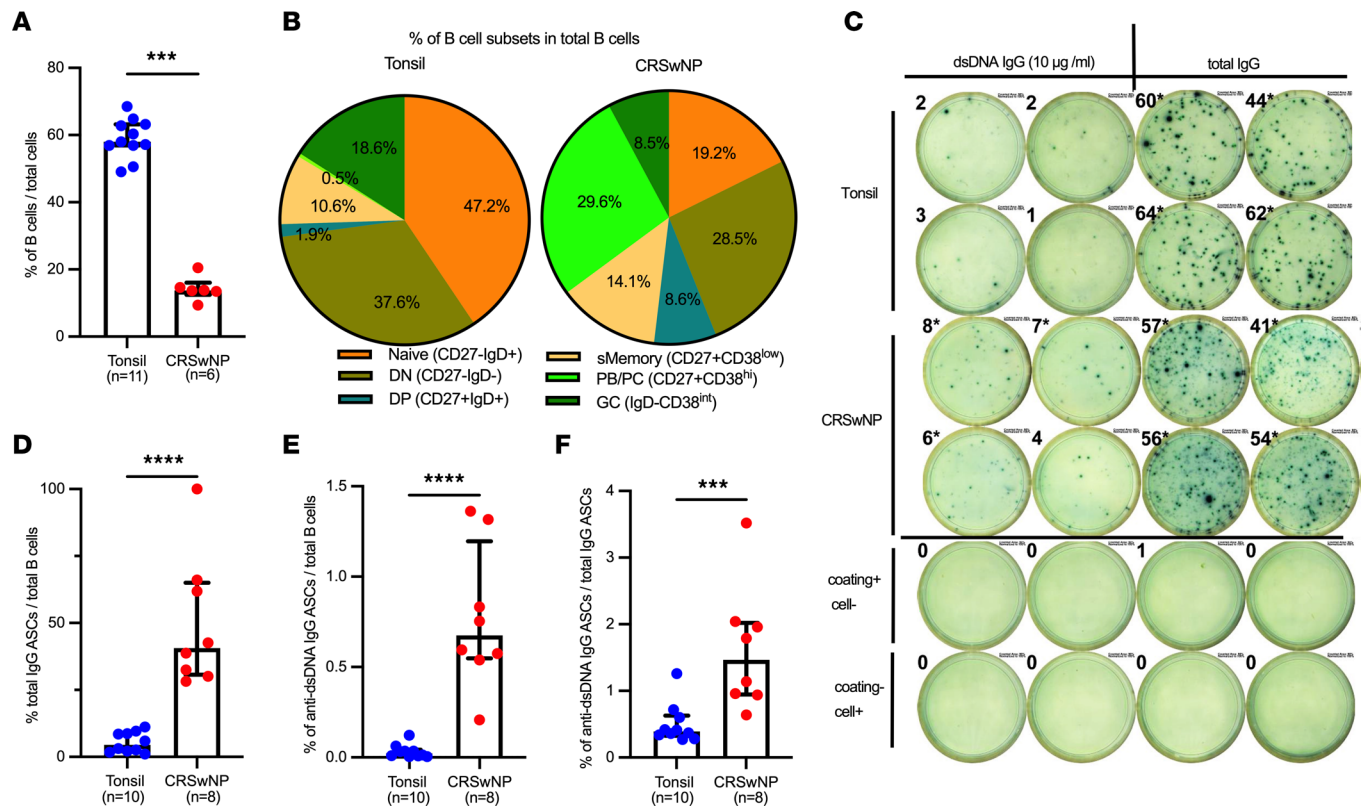 A
***
% of B cells / total cells
80
60
40
20
0
Tonsil
(n=11)
CRSwNP
(n=6)
B
% of B cell subsets in total B cells
Tonsil
CRSwNP
18.6%
0.5%
10.6%
1.9%
37.6%
47.2%
8.5%
19.2%
29.6%
28.5%
14.1%
8.6%
Naive (CD27-IgD+)
DN (CD27-IgD-)
DP (CD27+IgD+)
sMemory (CD27+CD38low)
PB/PC (CD27+CD38hi)
GC (IgD-CD38int)
C
dsDNA IgG (10 µg /ml)
total IgG
Tonsil
2
2
60*
44*
3
1
64*
62*
CRSwNP
8*
7*
57*
41*
6*
4
56*
54*
coating+
cell-
0
0
1
0
coating-
cell+
0
0
0
0
D
****
% total IgG ASCs / total B cells
100
50
0
Tonsil
(n=10)
CRSwNP
(n=8)
E
****
% of anti-dsDNA IgG ASCs / total B cells
1.5
1.0
0.5
0.0
Tonsil
(n=10)
CRSwNP
(n=8)
F
***
% of anti-dsDNA IgG ASCs / total IgG ASCs
4
3
2
1
0
Tonsil
(n=10)
CRSwNP
(n=8)